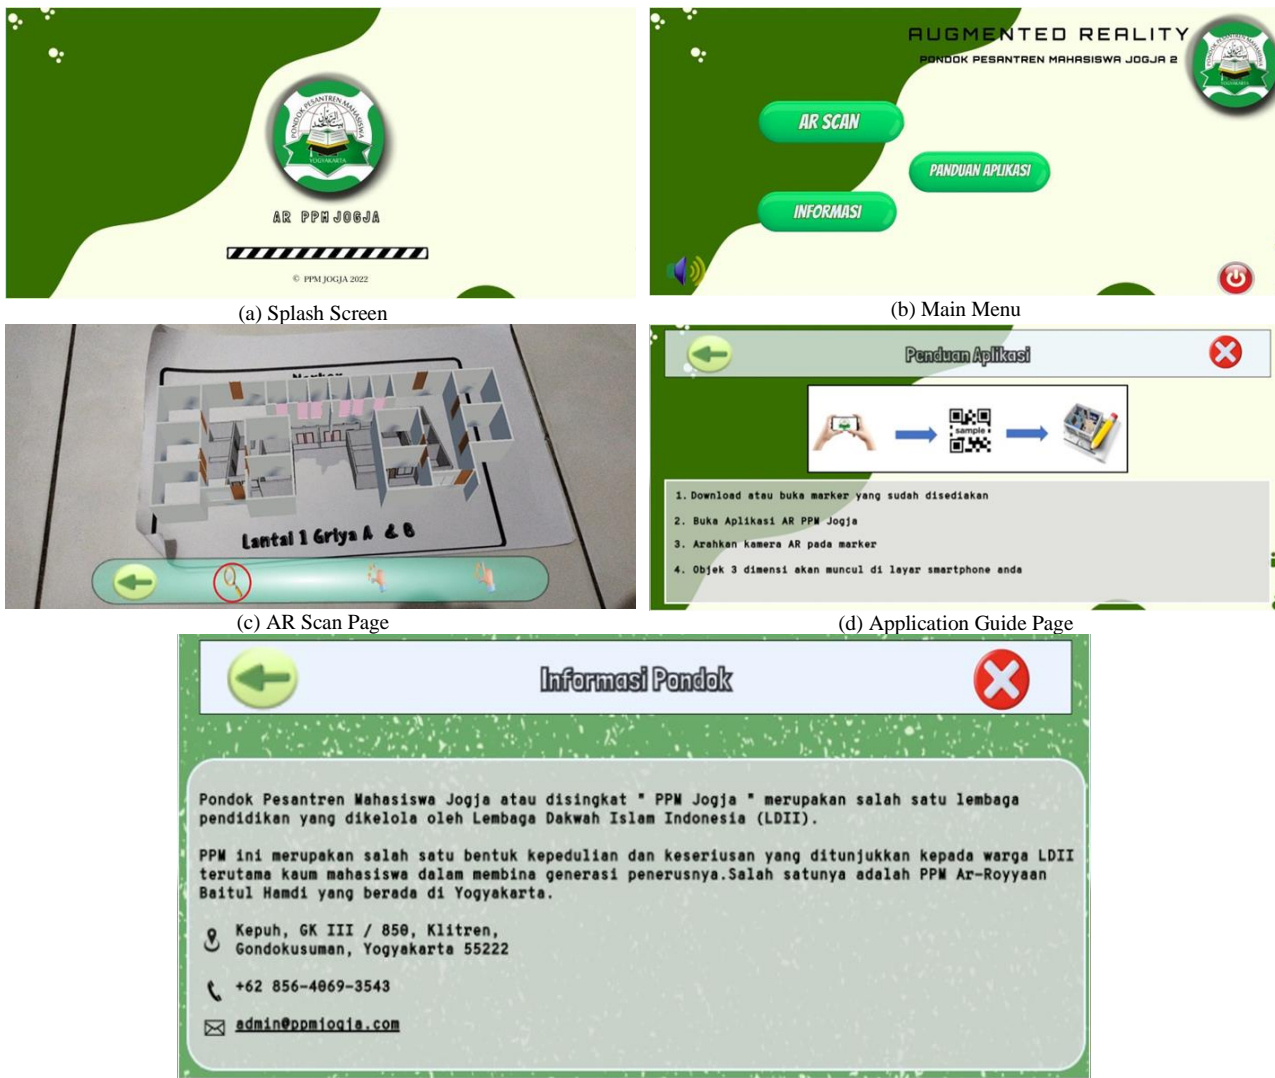 PONDOK PESANTREN MAHASISWA
YOGYAKARTA
AR PPM JOGJA
© PPM JOGJA 2022
(a) Splash Screen
AUGMENTED REALITY
PONDOK PESANTREN MAHASISWA JOGJA 2
AR SCAN
PANDUAN APLIKASI
INFORMASI
(b) Main Menu
Marker
Lantai 1 Griya A & B
(c) AR Scan Page
Panduan Aplikasi
sample
1. Download atau buka marker yang sudah disediakan
2. Buka Aplikasi AR PPM Jogja
3. Arahkan kamera AR pada marker
4. Objek 3 dimensi akan muncul di layar smartphone anda
(d) Application Guide Page
Informasi Pondok
Pondok Pesantren Mahasiswa Jogja atau disingkat " PPM Jogja " merupakan salah satu lembaga
pendidikan yang dikelola oleh Lembaga Dakwah Islam Indonesia (LDII).
PPM ini merupakan salah satu bentuk kepedulian dan keseriusan yang ditunjukkan kepada warga LDII
terutama kaum mahasiswa dalam membina generasi penerusnya.Salah satunya adalah PPM Ar-Royyaan
Baitul Hamdi yang berada di Yogyakarta.
Kepuh, GK III / 850, Klitren,
Gondokusuman, Yogyakarta 55222
+62 856-4069-3543
admin@ppmjogja.com